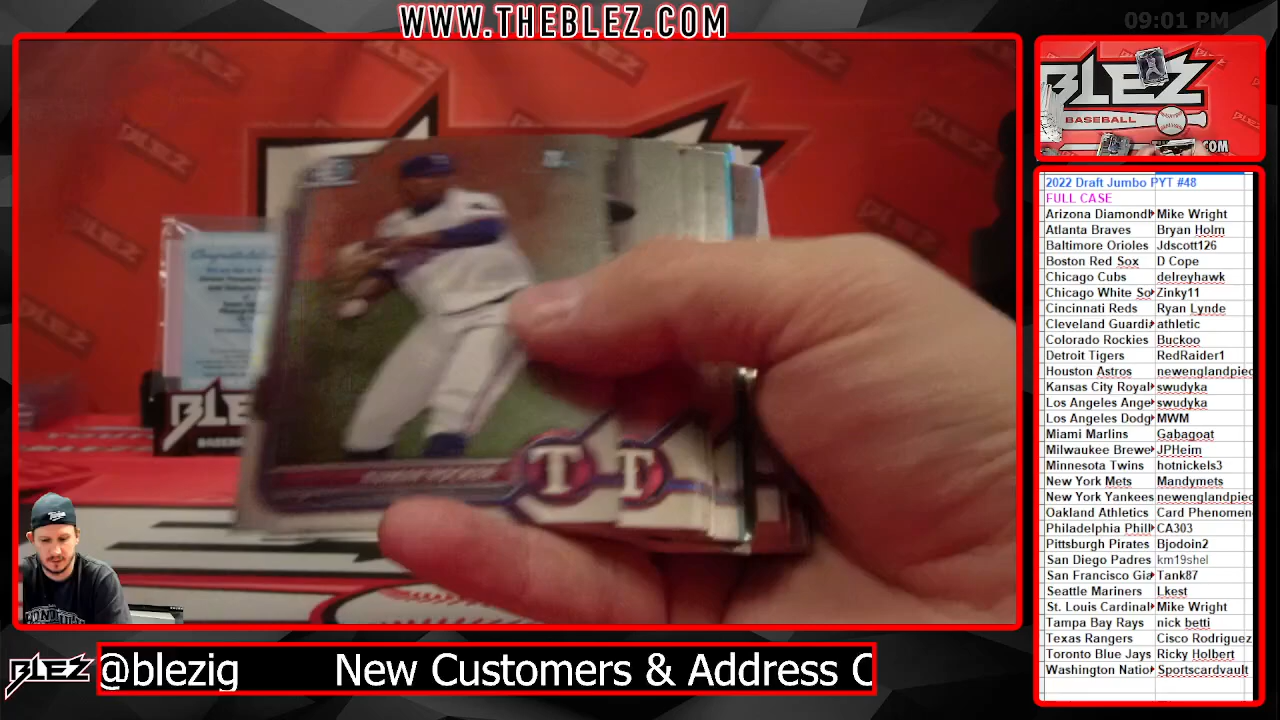 WWW.THEBLEZ.COM
09:01 PM
BLEZ
BASEBALL
.COM
2022 Draft Jumbo PYT #48
FULL CASE
Arizona Diamondb Mike Wright
Atlanta Braves Bryan Holm
Baltimore Orioles Jdscott126
Boston Red Sox D Cope
Chicago Cubs delreyhawk
Chicago White So Zinky11
Cincinnati Reds Ryan Lynde
Cleveland Guardi athletic
Colorado Rockies Buckoo
Detroit Tigers RedRaider1
Houston Astros newenglandpied
Kansas City Royal swudyka
Los Angeles Ange swudyka
Los Angeles Dodg MWM
Miami Marlins Gabagoat
Milwaukee Brewe JPHeim
Minnesota Twins hotnickels3
New York Mets Mandymets
New York Yankees newenglandpied
Oakland Athletics Card Phenomen
Philadelphia Phill CA303
Pittsburgh Pirates Bjodoin2
San Diego Padres km19shel
San Francisco Gia Tank87
Seattle Mariners Lkest
St. Louis Cardinal Mike Wright
Tampa Bay Rays nick betti
Texas Rangers Cisco Rodriguez
Toronto Blue Jays Ricky Holbert
Washington Natio Sportscardvault
BLEZ
T T
BLEZ @blezig New Customers & Address C